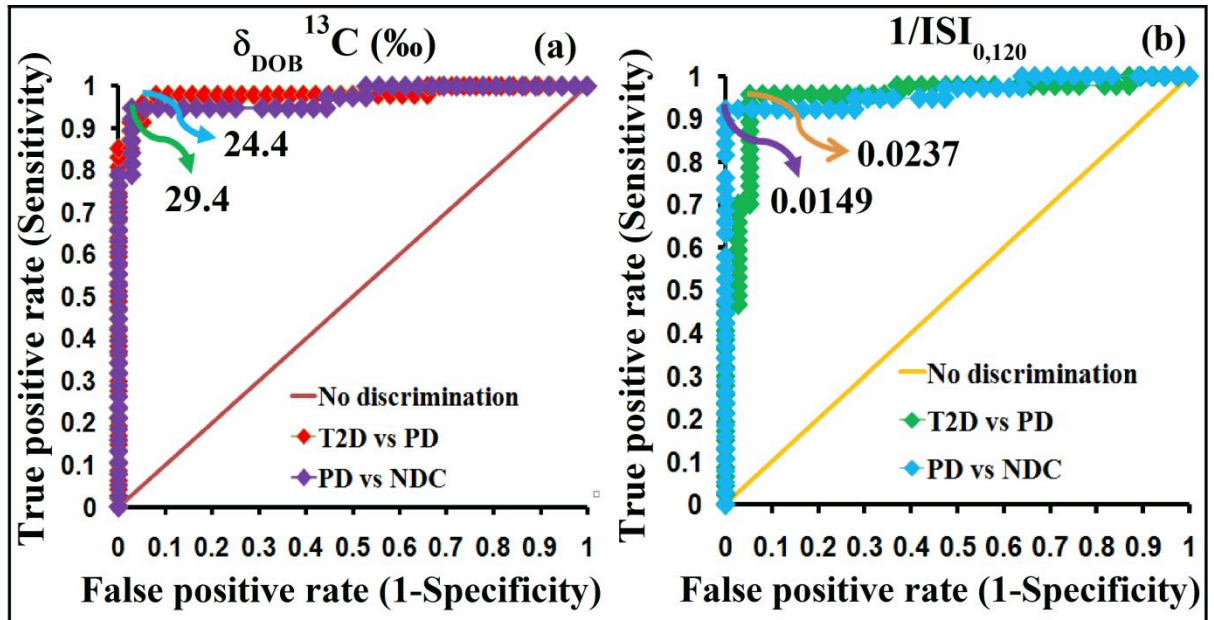 δDOB 13C (‰)
(a)
True positive rate (Sensitivity)
1
0.9
0.8
0.7
0.6
0.5
0.4
0.3
0.2
0.1
0
24.4
29.4
No discrimination
T2D vs PD
PD vs NDC
0 0.1 0.2 0.3 0.4 0.5 0.6 0.7 0.8 0.9 1
False positive rate (1-Specificity)
1/ISI0,120
(b)
True positive rate (Sensitivity)
1
0.9
0.8
0.7
0.6
0.5
0.4
0.3
0.2
0.1
0
0.0237
0.0149
No discrimination
T2D vs PD
PD vs NDC
0 0.1 0.2 0.3 0.4 0.5 0.6 0.7 0.8 0.9 1
False positive rate (1-Specificity)